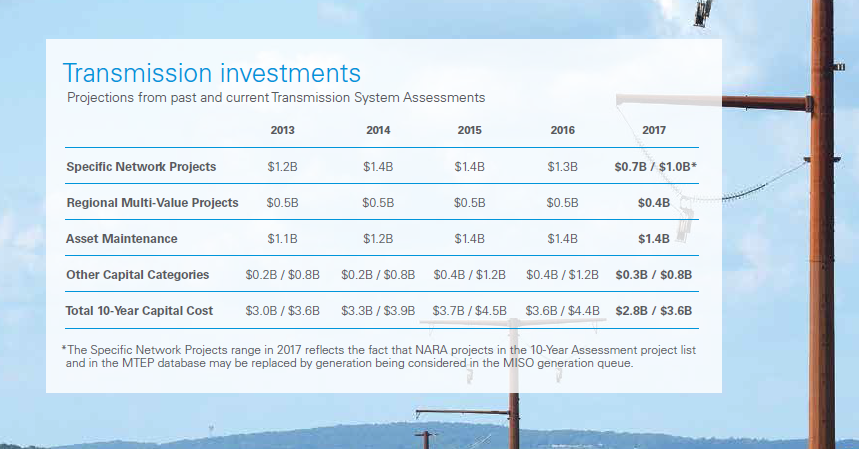 Transmission investments
Projections from past and current Transmission System Assessments
2013 2014 2015 2016 2017
Specific Network Projects $1.2B $1.4B $1.4B $1.3B $0.7B / $1.0B*
Regional Multi-Value Projects $0.5B $0.5B $0.5B $0.5B $0.4B
Asset Maintenance $1.1B $1.2B $1.4B $1.4B $1.4B
Other Capital Categories $0.2B / $0.8B $0.2B / $0.8B $0.4B / $1.2B $0.4B / $1.2B $0.3B / $0.8B
Total 10-Year Capital Cost $3.0B / $3.6B $3.3B / $3.9B $3.7B / $4.5B $3.6B / $4.4B $2.8B / $3.6B
*The Specific Network Projects range in 2017 reflects the fact that NARA projects in the 10-Year Assessment project list
and in the MTEP database may be replaced by generation being considered in the MISO generation queue.